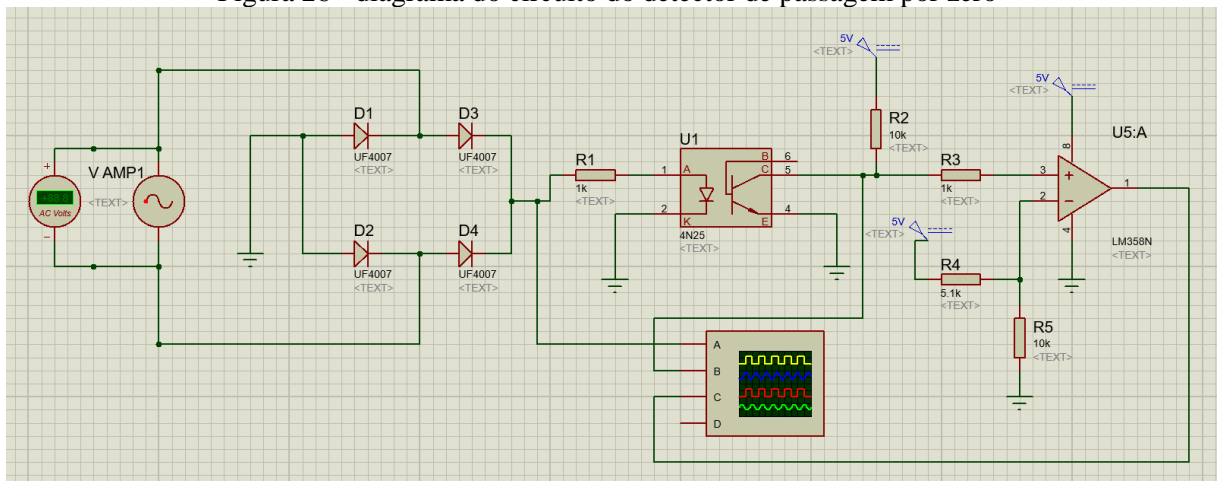 Figura 26 - diagrama do circuito do detector de passagem por zero
5V
<TEXT>
5V
<TEXT>
D1
D3
R2
10k
<TEXT>
U5:A
UF4007
<TEXT>
UF4007
<TEXT>
U1
V AMP1
<TEXT>
+
AC Volts
−
R1
1k
<TEXT>
1
A
2
K
B
6
C
5
E
4
4N25
<TEXT>
R3
1k
<TEXT>
8
3
+
2
−
1
4
LM358N
<TEXT>
5V
<TEXT>
D2
D4
UF4007
<TEXT>
UF4007
<TEXT>
R4
5.1k
<TEXT>
R5
10k
<TEXT>
A
B
C
D